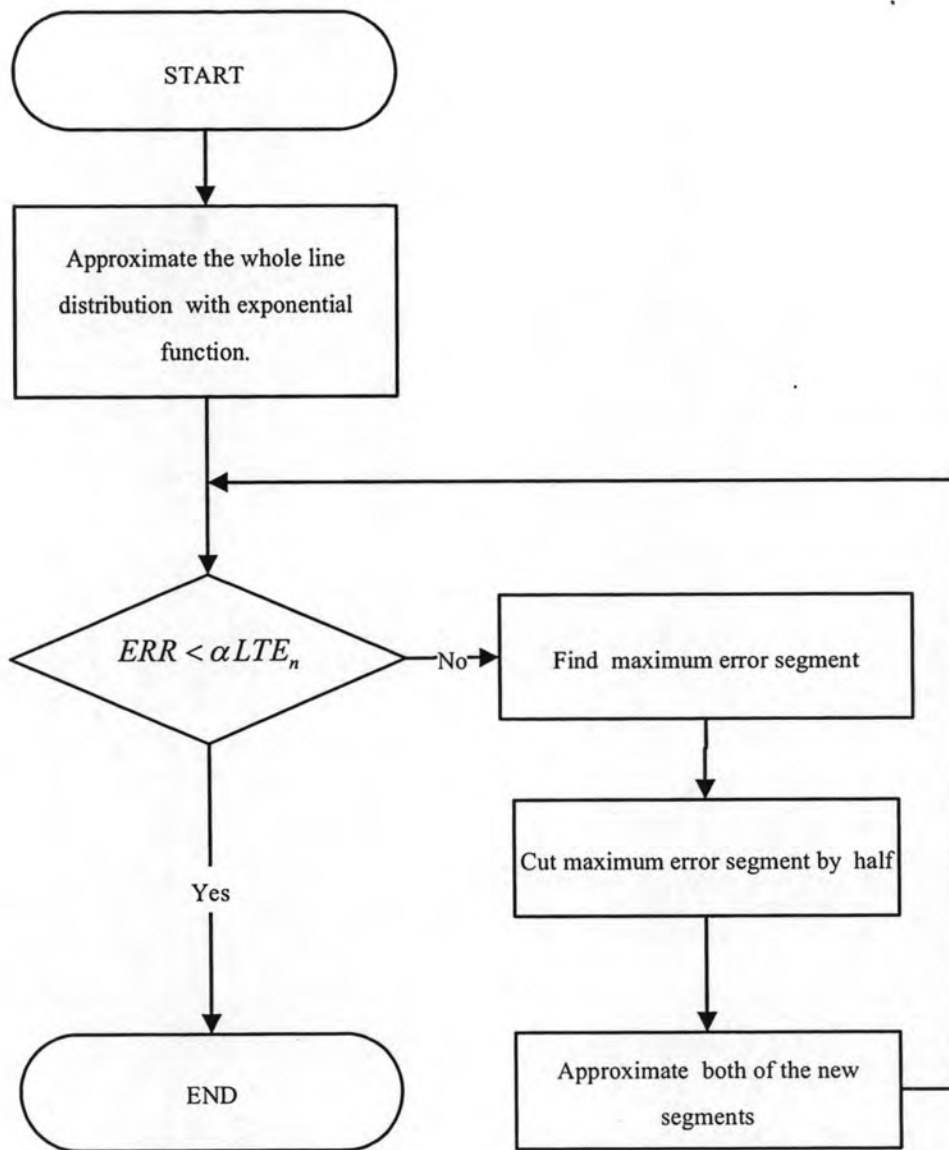 START
Approximate the whole line
distribution with exponential
function.
ERR < αLTEₙ
No
Find maximum error segment
Cut maximum error segment by half
Yes
Approximate both of the new
segments
END